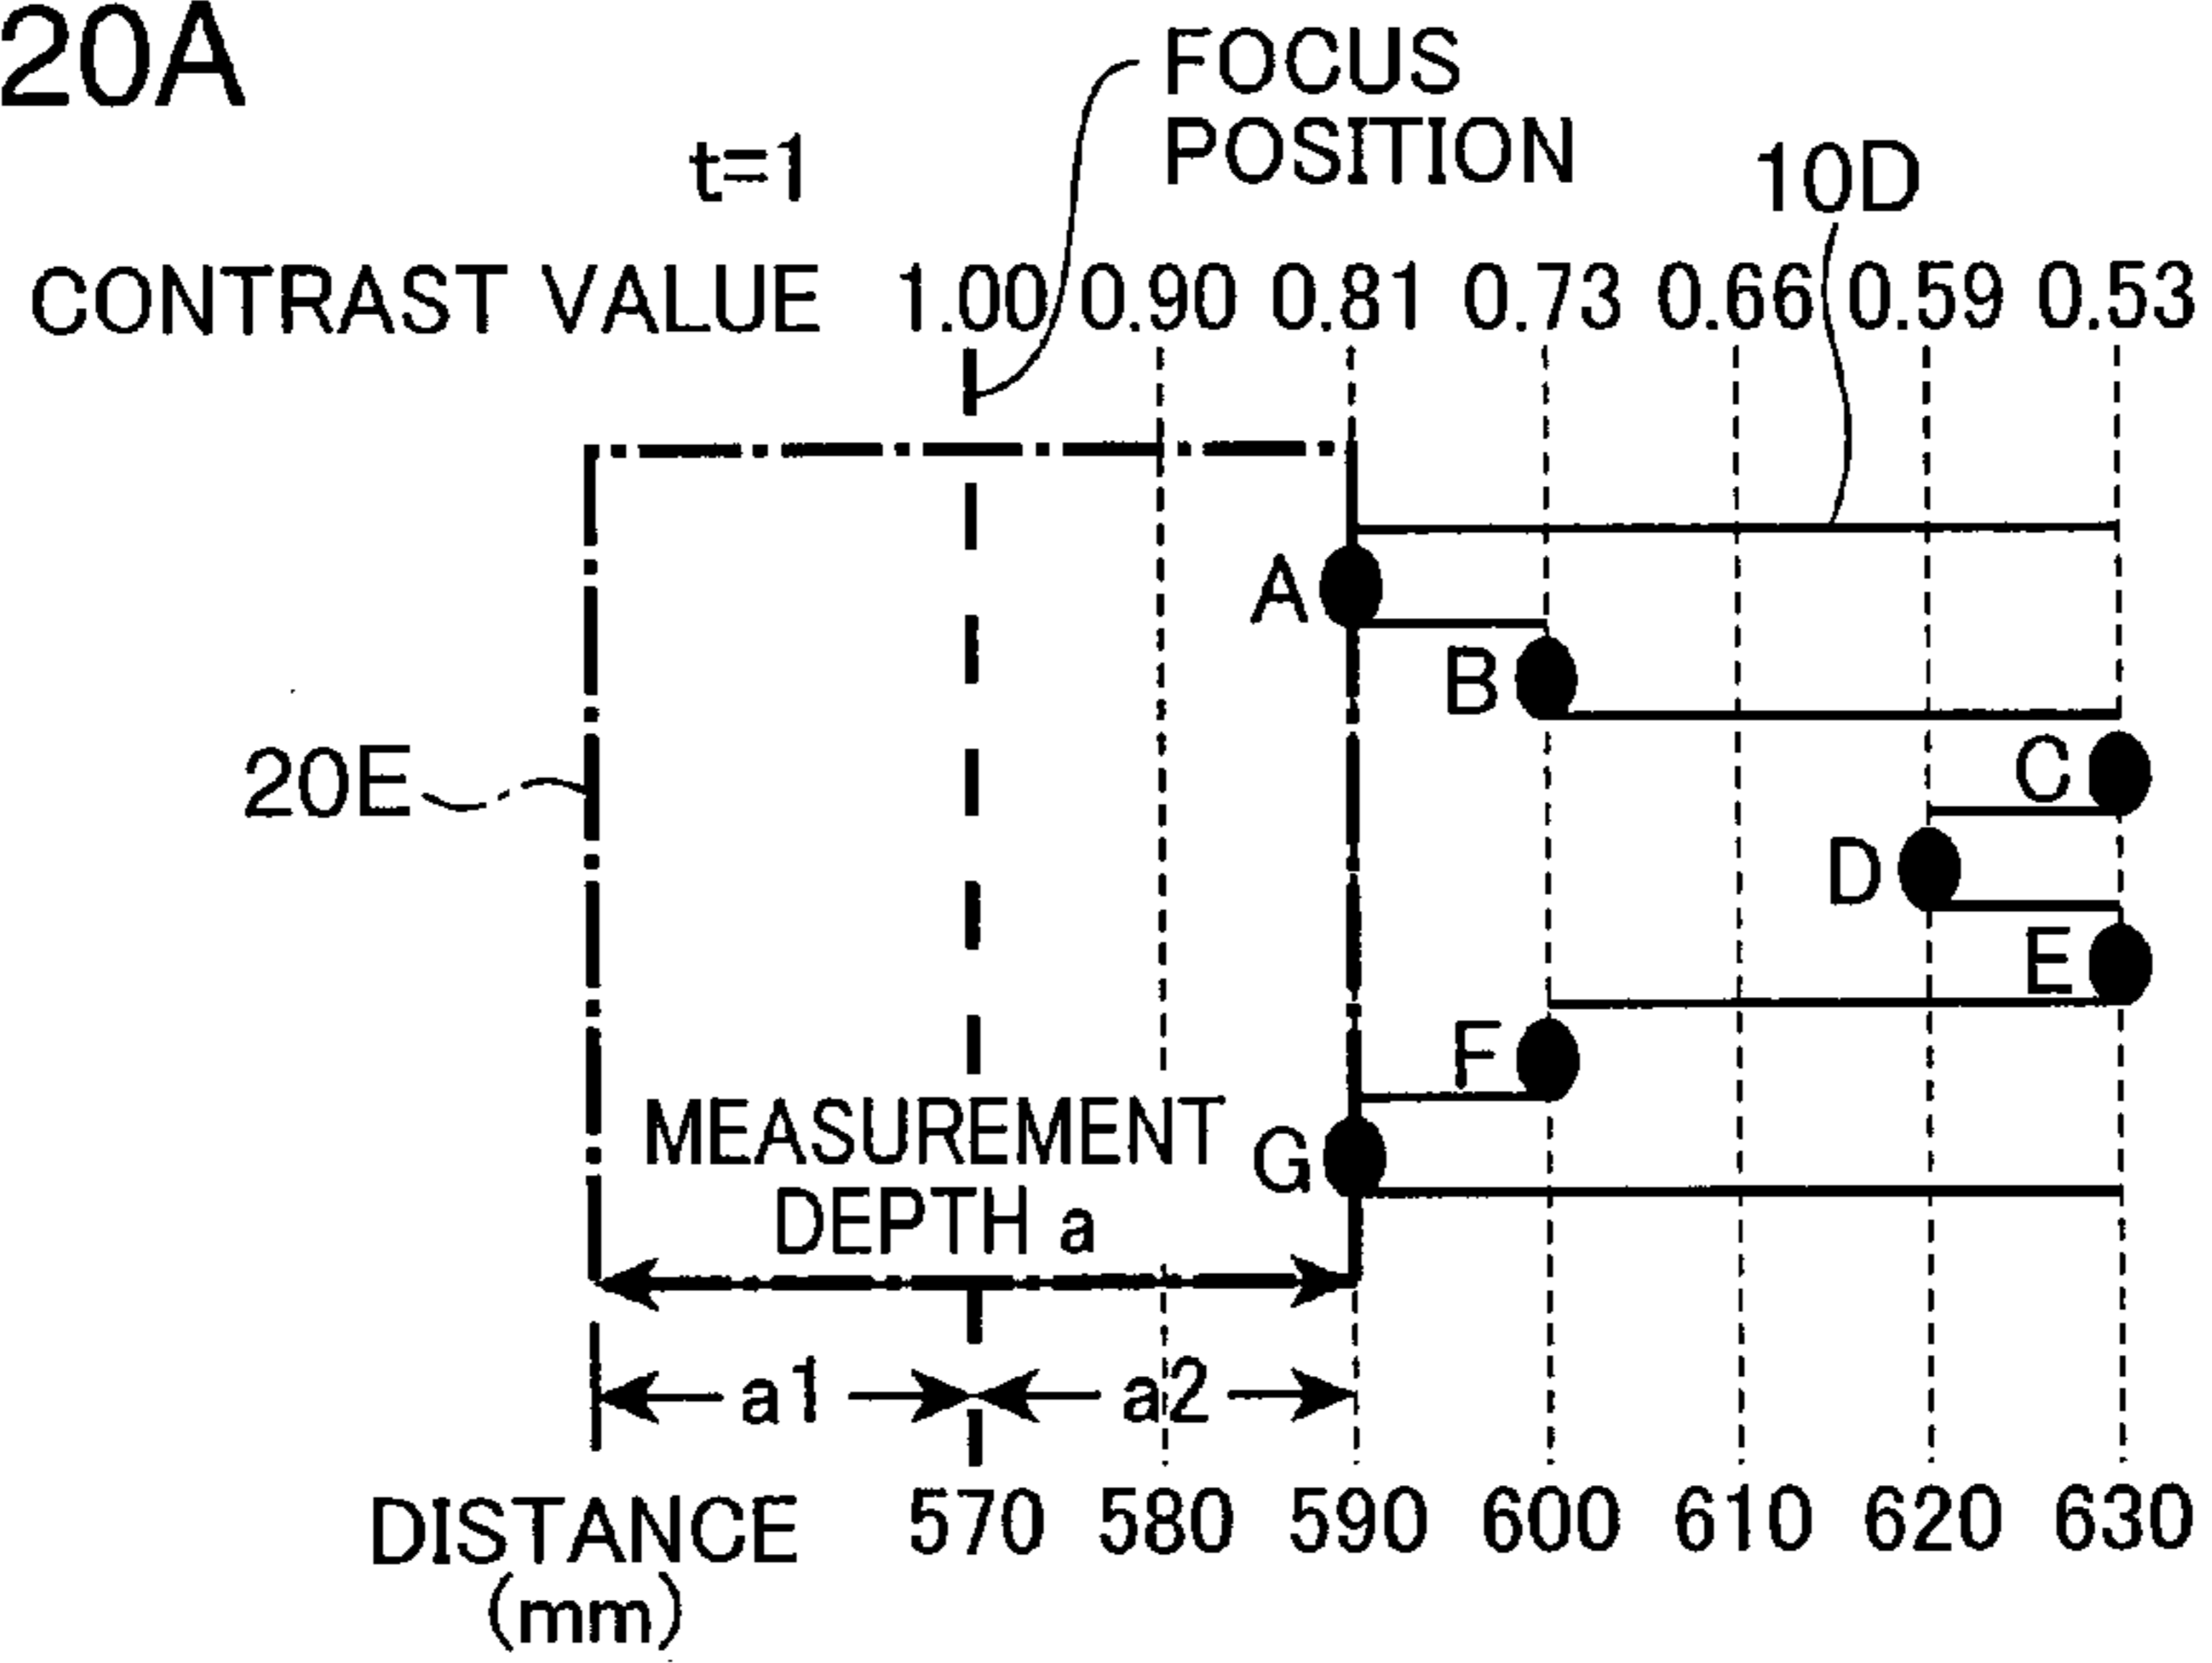 20A
FOCUS
POSITION
t=1
10D
CONTRAST VALUE 1.00 0.90 0.81 0.73 0.66 0.59 0.53
A
B
C
20E
D
E
F
MEASUREMENT
DEPTH a
G
a1 a2
DISTANCE 570 580 590 600 610 620 630
(mm)